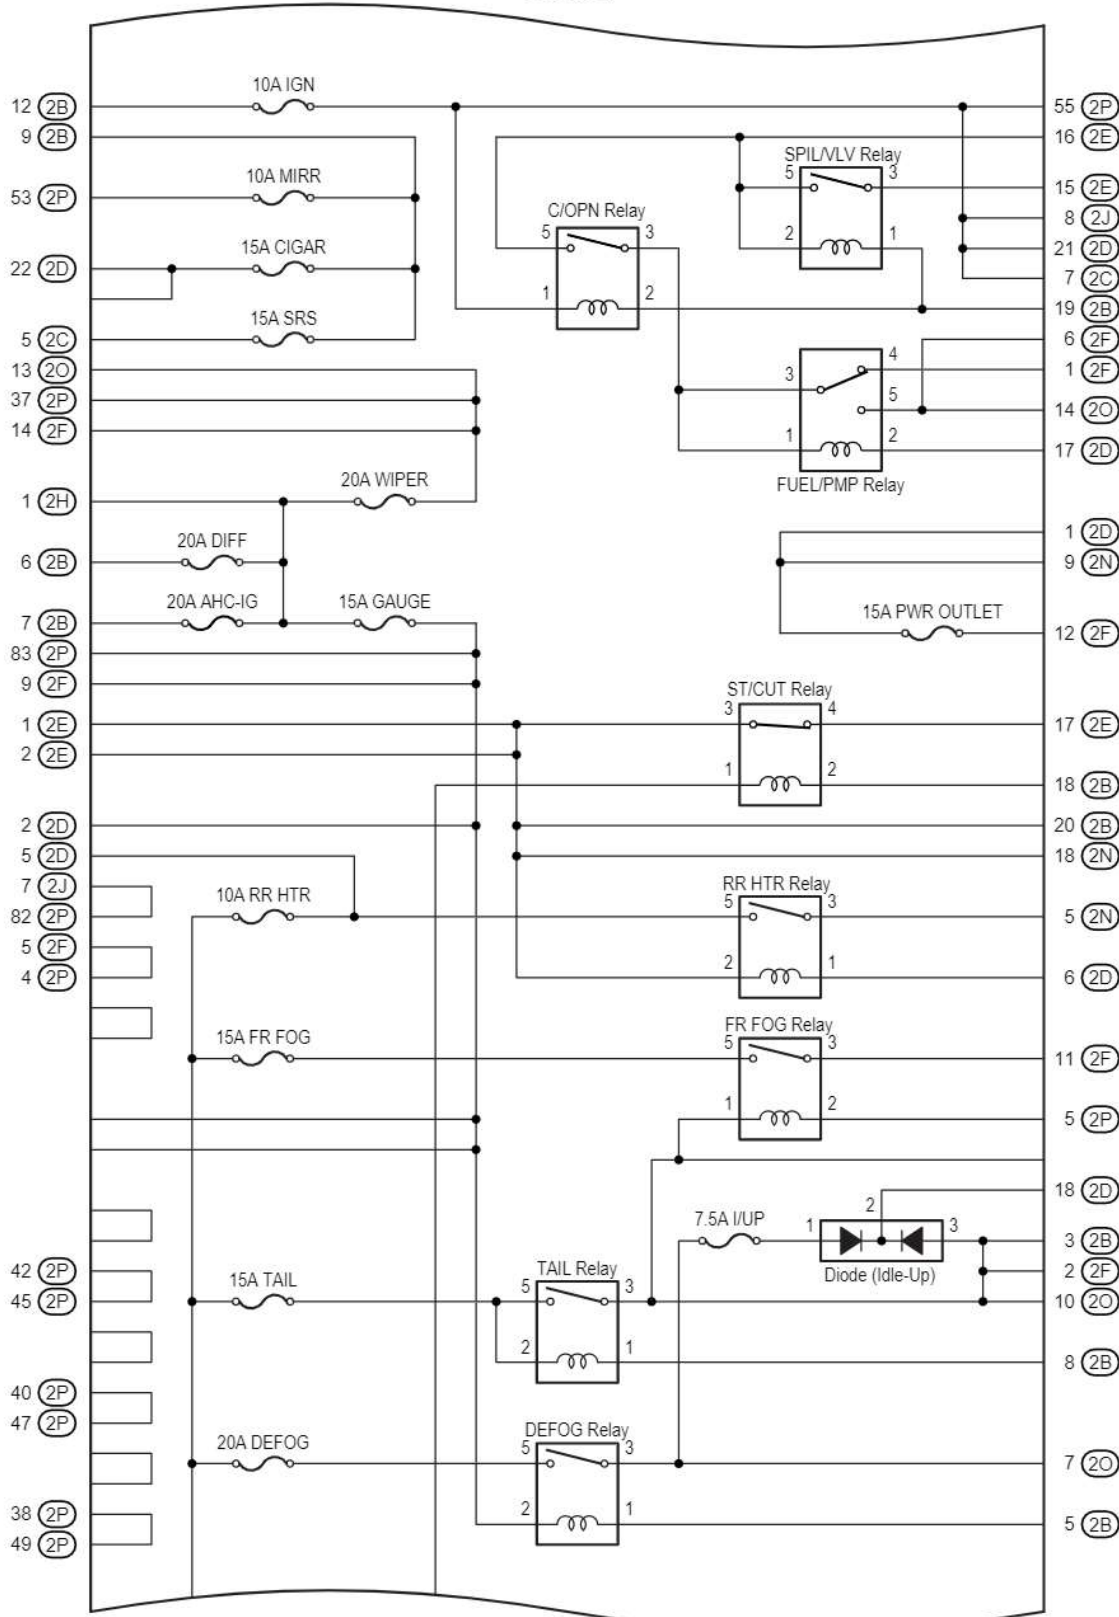 10A IGN
12 2B
55 2P
9 2B
16 2E
SPIL/VLV Relay
10A MIRR
5 3
53 2P
15 2E
C/OPN Relay
8 2J
15A CIGAR
5 3
2 1
22 2D
21 2D
7 2C
1 2
19 2B
15A SRS
5 2C
6 2F
4
13 2O
3
1 2F
5
37 2P
14 2O
14 2F
1 2
17 2D
20A WIPER
FUEL/PMP Relay
1 2H
1 2D
20A DIFF
6 2B
9 2N
20A AHC-IG
15A GAUGE
15A PWR OUTLET
7 2B
12 2F
83 2P
9 2F
ST/CUT Relay
3 4
1 2E
17 2E
2 2E
1 2
18 2B
2 2D
20 2B
5 2D
18 2N
7 2J
RR HTR Relay
10A RR HTR
5 3
82 2P
5 2N
5 2F
2 1
4 2P
6 2D
FR FOG Relay
15A FR FOG
5 3
11 2F
1 2
5 2P
18 2D
2
7.5A I/UP
1 3
3 2B
42 2P
TAIL Relay
Diode (Idle-Up)
2 2F
15A TAIL
5 3
45 2P
10 2O
2 1
8 2B
40 2P
47 2P
DEFOG Relay
20A DEFOG
5 3
7 2O
38 2P
2 1
5 2B
49 2P